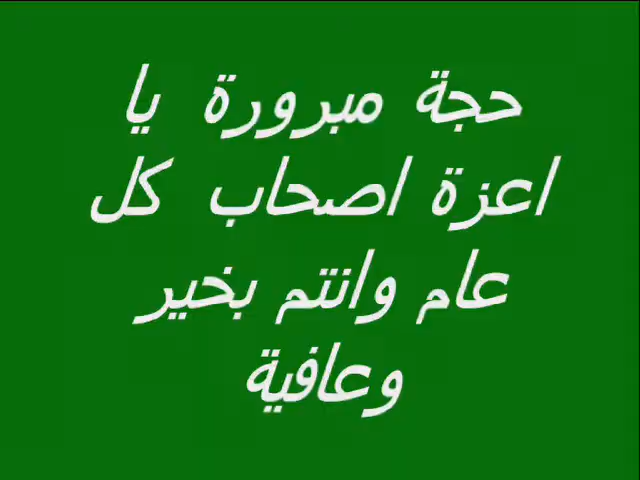 حجة مبرورة يا
اعزة اصحاب كل
عام وانتم بخير
وعافية